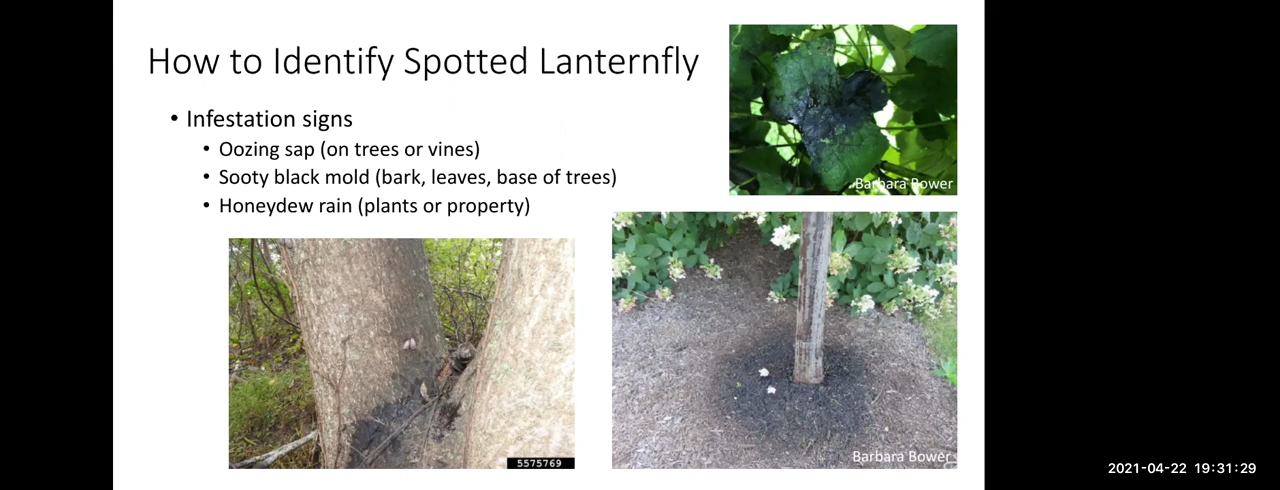 How to Identify Spotted Lanternfly
• Infestation signs
• Oozing sap (on trees or vines)
• Sooty black mold (bark, leaves, base of trees)
• Honeydew rain (plants or property)
Barbara Bower
5575769
Barbara Bower
2021-04-22 19:31:29